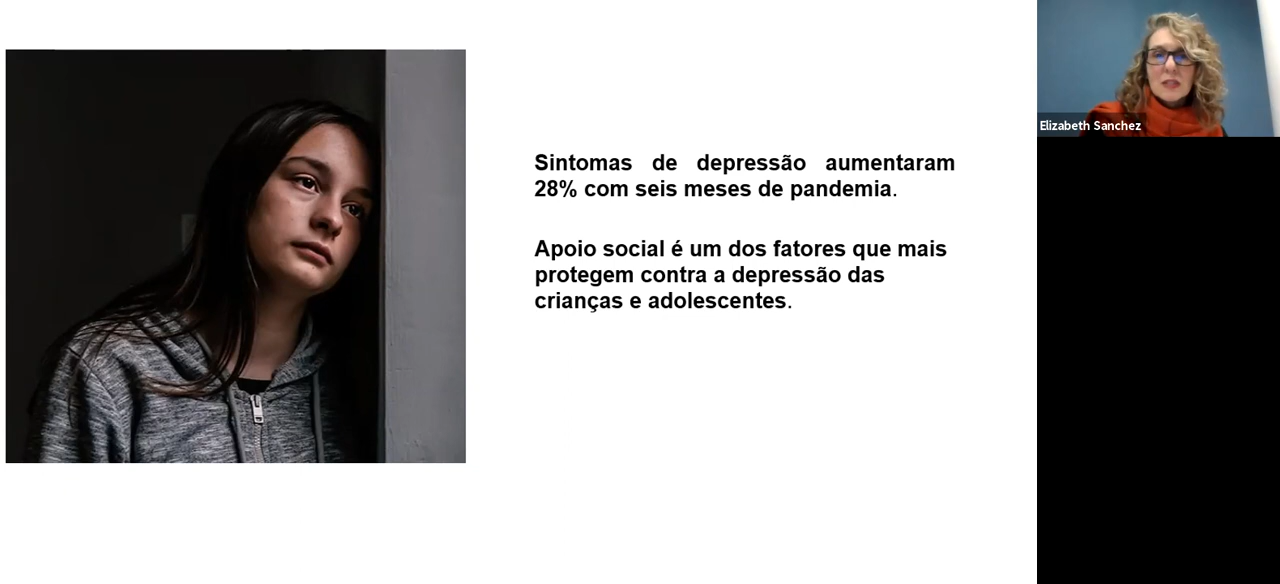 Sintomas de depressão aumentaram
28% com seis meses de pandemia.
Apoio social é um dos fatores que mais
protegem contra a depressão das
crianças e adolescentes.
Elizabeth Sanchez